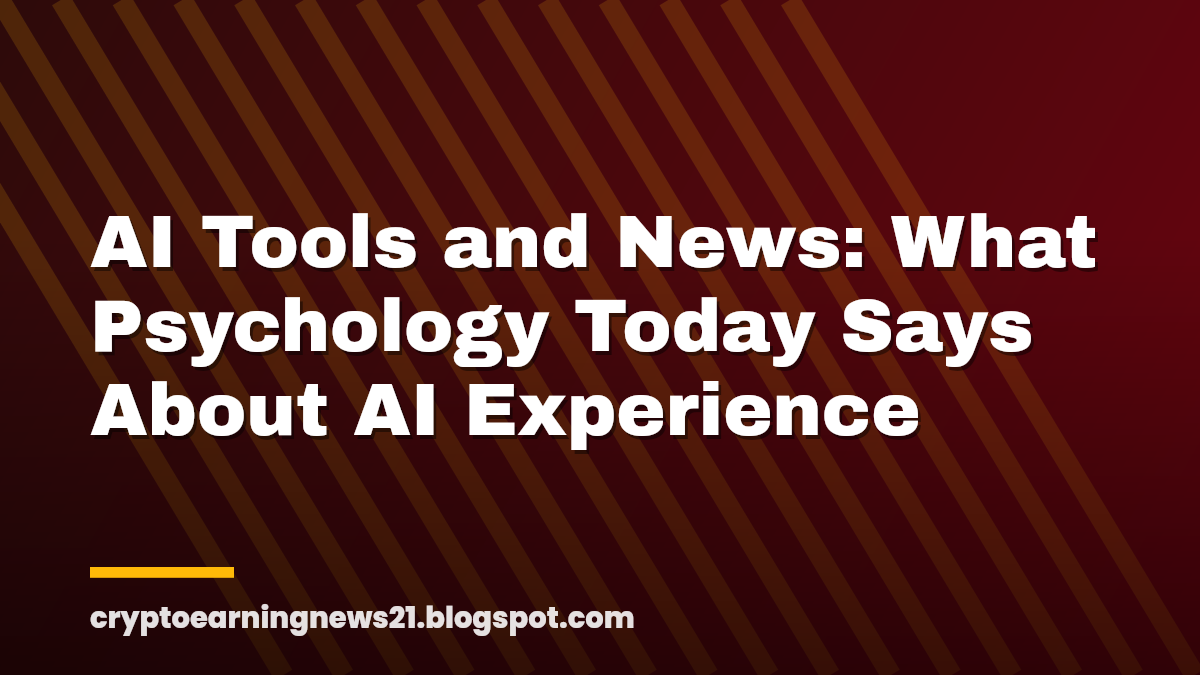 AI Tools and News: What
Psychology Today Says
About AI Experience
cryptoearningnews21.blogspot.com